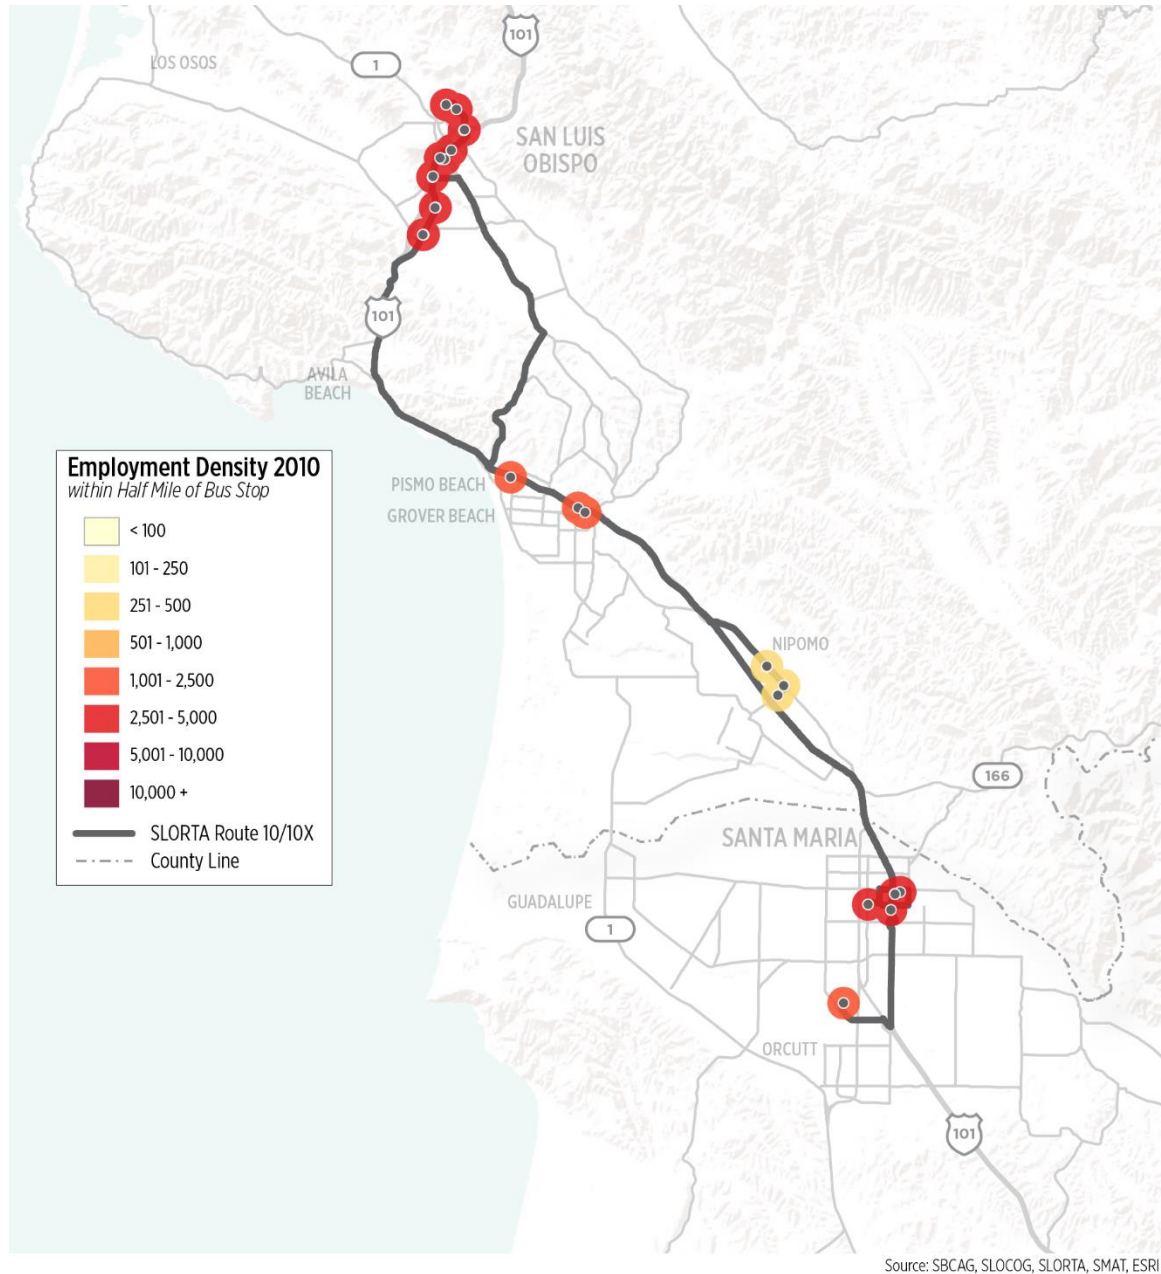 101
LOS OSOS
1
SAN LUIS
OBISPO
101
AVILA
BEACH
Employment Density 2010
within Half Mile of Bus Stop
< 100
101 - 250
251 - 500
501 - 1,000
1,001 - 2,500
2,501 - 5,000
5,001 - 10,000
10,000 +
SLORTA Route 10/10X
County Line
PISMO BEACH
GROVER BEACH
NIPOMO
166
SANTA MARIA
GUADALUPE
1
ORCUTT
101
Source: SBCAG, SLOCOG, SLORTA, SMAT, ESRI